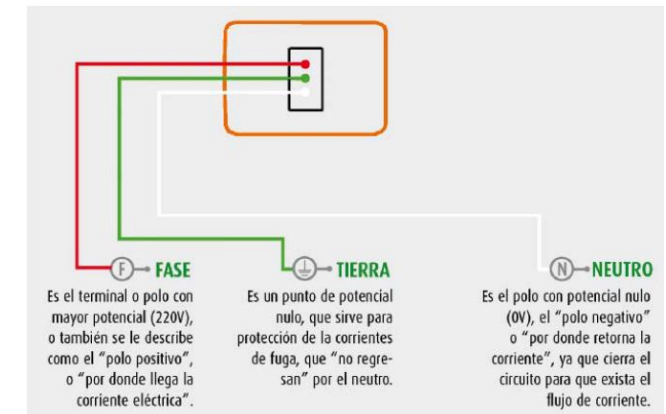 F FASE
Es el terminal o polo con
mayor potencial (220V),
o también se le describe
como el "polo positivo",
o "por donde llega la
corriente eléctrica".
TIERRA
Es un punto de potencial
nulo, que sirve para
protección de la corrientes
de fuga, que "no regre-
san" por el neutro.
N NEUTRO
Es el polo con potencial nulo
(0V), el "polo negativo"
o "por donde retorna la
corriente", ya que cierra el
circuito para que exista el
flujo de corriente.